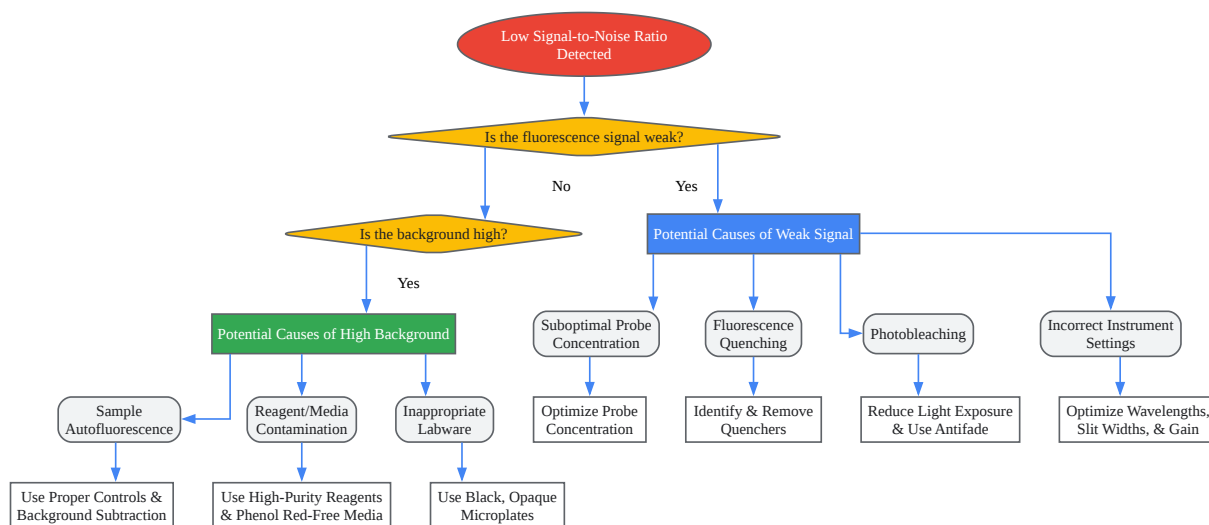 Low Signal-to-Noise Ratio
Detected
Is the fluorescence signal weak?
No
Yes
Is the background high?
Potential Causes of Weak Signal
Yes
Potential Causes of High Background
Suboptimal Probe
Concentration
Fluorescence
Quenching
Photobleaching
Incorrect Instrument
Settings
Sample
Autofluorescence
Reagent/Media
Contamination
Inappropriate
Labware
Optimize Probe
Concentration
Identify & Remove
Quenchers
Reduce Light Exposure
& Use Antifade
Optimize Wavelengths,
Slit Widths, & Gain
Use Proper Controls &
Background Subtraction
Use High-Purity Reagents
& Phenol Red-Free Media
Use Black, Opaque
Microplates